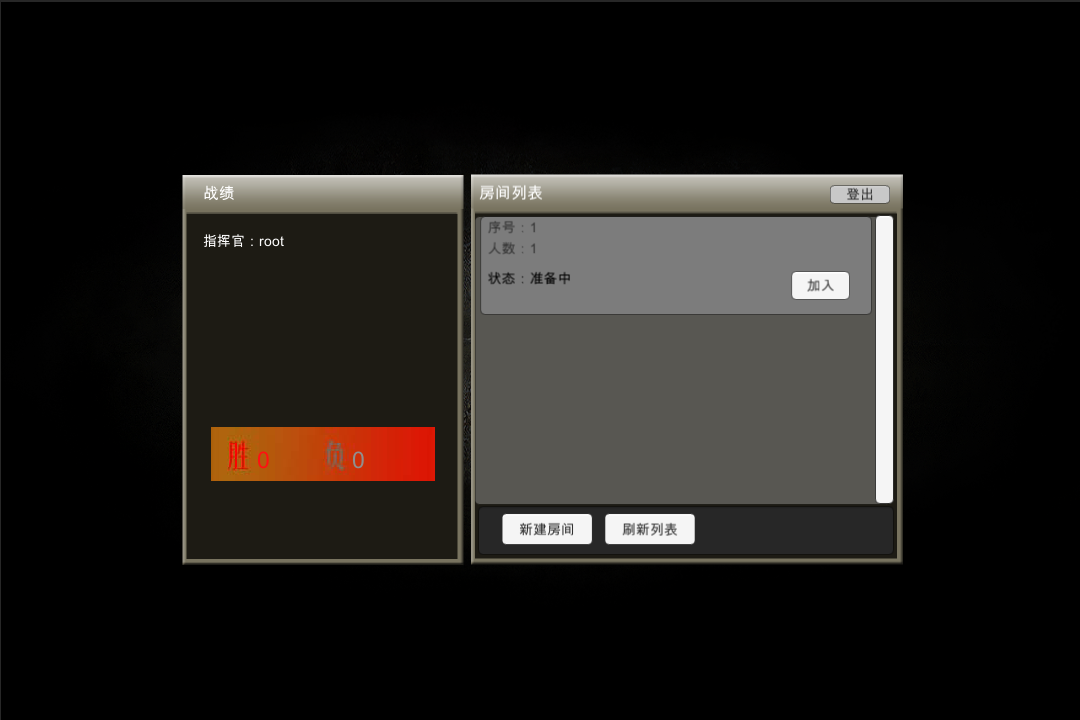 战绩
指挥官：root
胜 0 负 0
房间列表 登出
序号：1
人数：1
状态：准备中
加入
新建房间 刷新列表